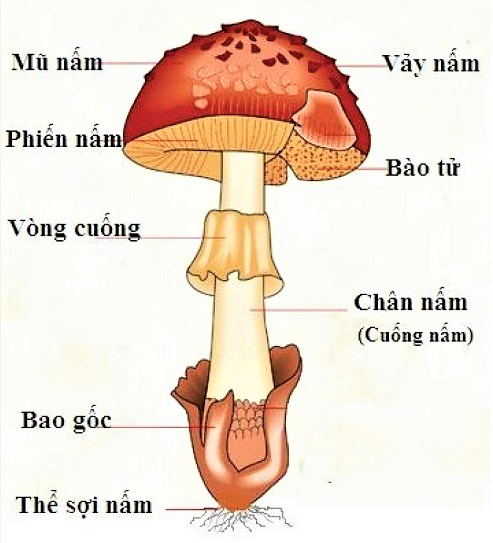 Mũ nấm
Vảy nấm
Phiến nấm
Bào tử
Vòng cuống
Chân nấm
(Cuống nấm)
Bao gốc
Thể sợi nấm